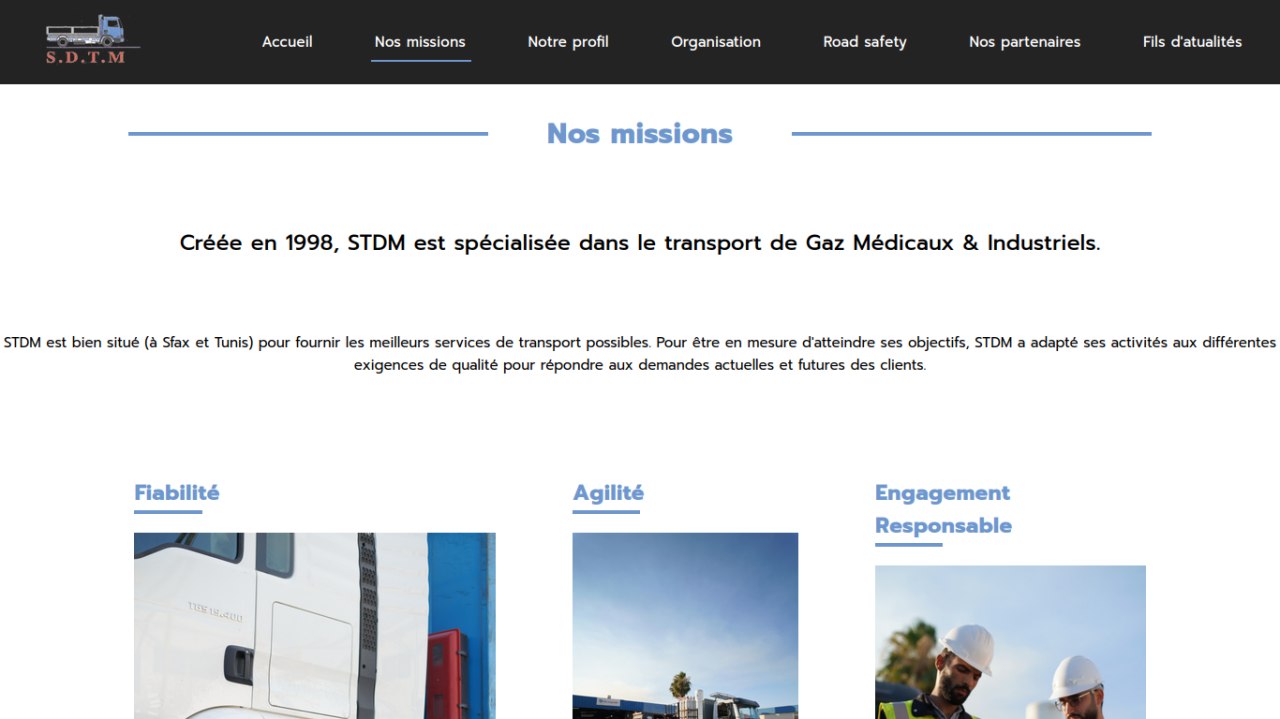 S.D.T.M
Accueil
Nos missions
Notre profil
Organisation
Road safety
Nos partenaires
Fils d'atualités
Nos missions
Créée en 1998, STDM est spécialisée dans le transport de Gaz Médicaux & Industriels.
STDM est bien situé (à Sfax et Tunis) pour fournir les meilleurs services de transport possibles. Pour être en mesure d'atteindre ses objectifs, STDM a adapté ses activités aux différentes
exigences de qualité pour répondre aux demandes actuelles et futures des clients.
Fiabilité
Agilité
Engagement
Responsable